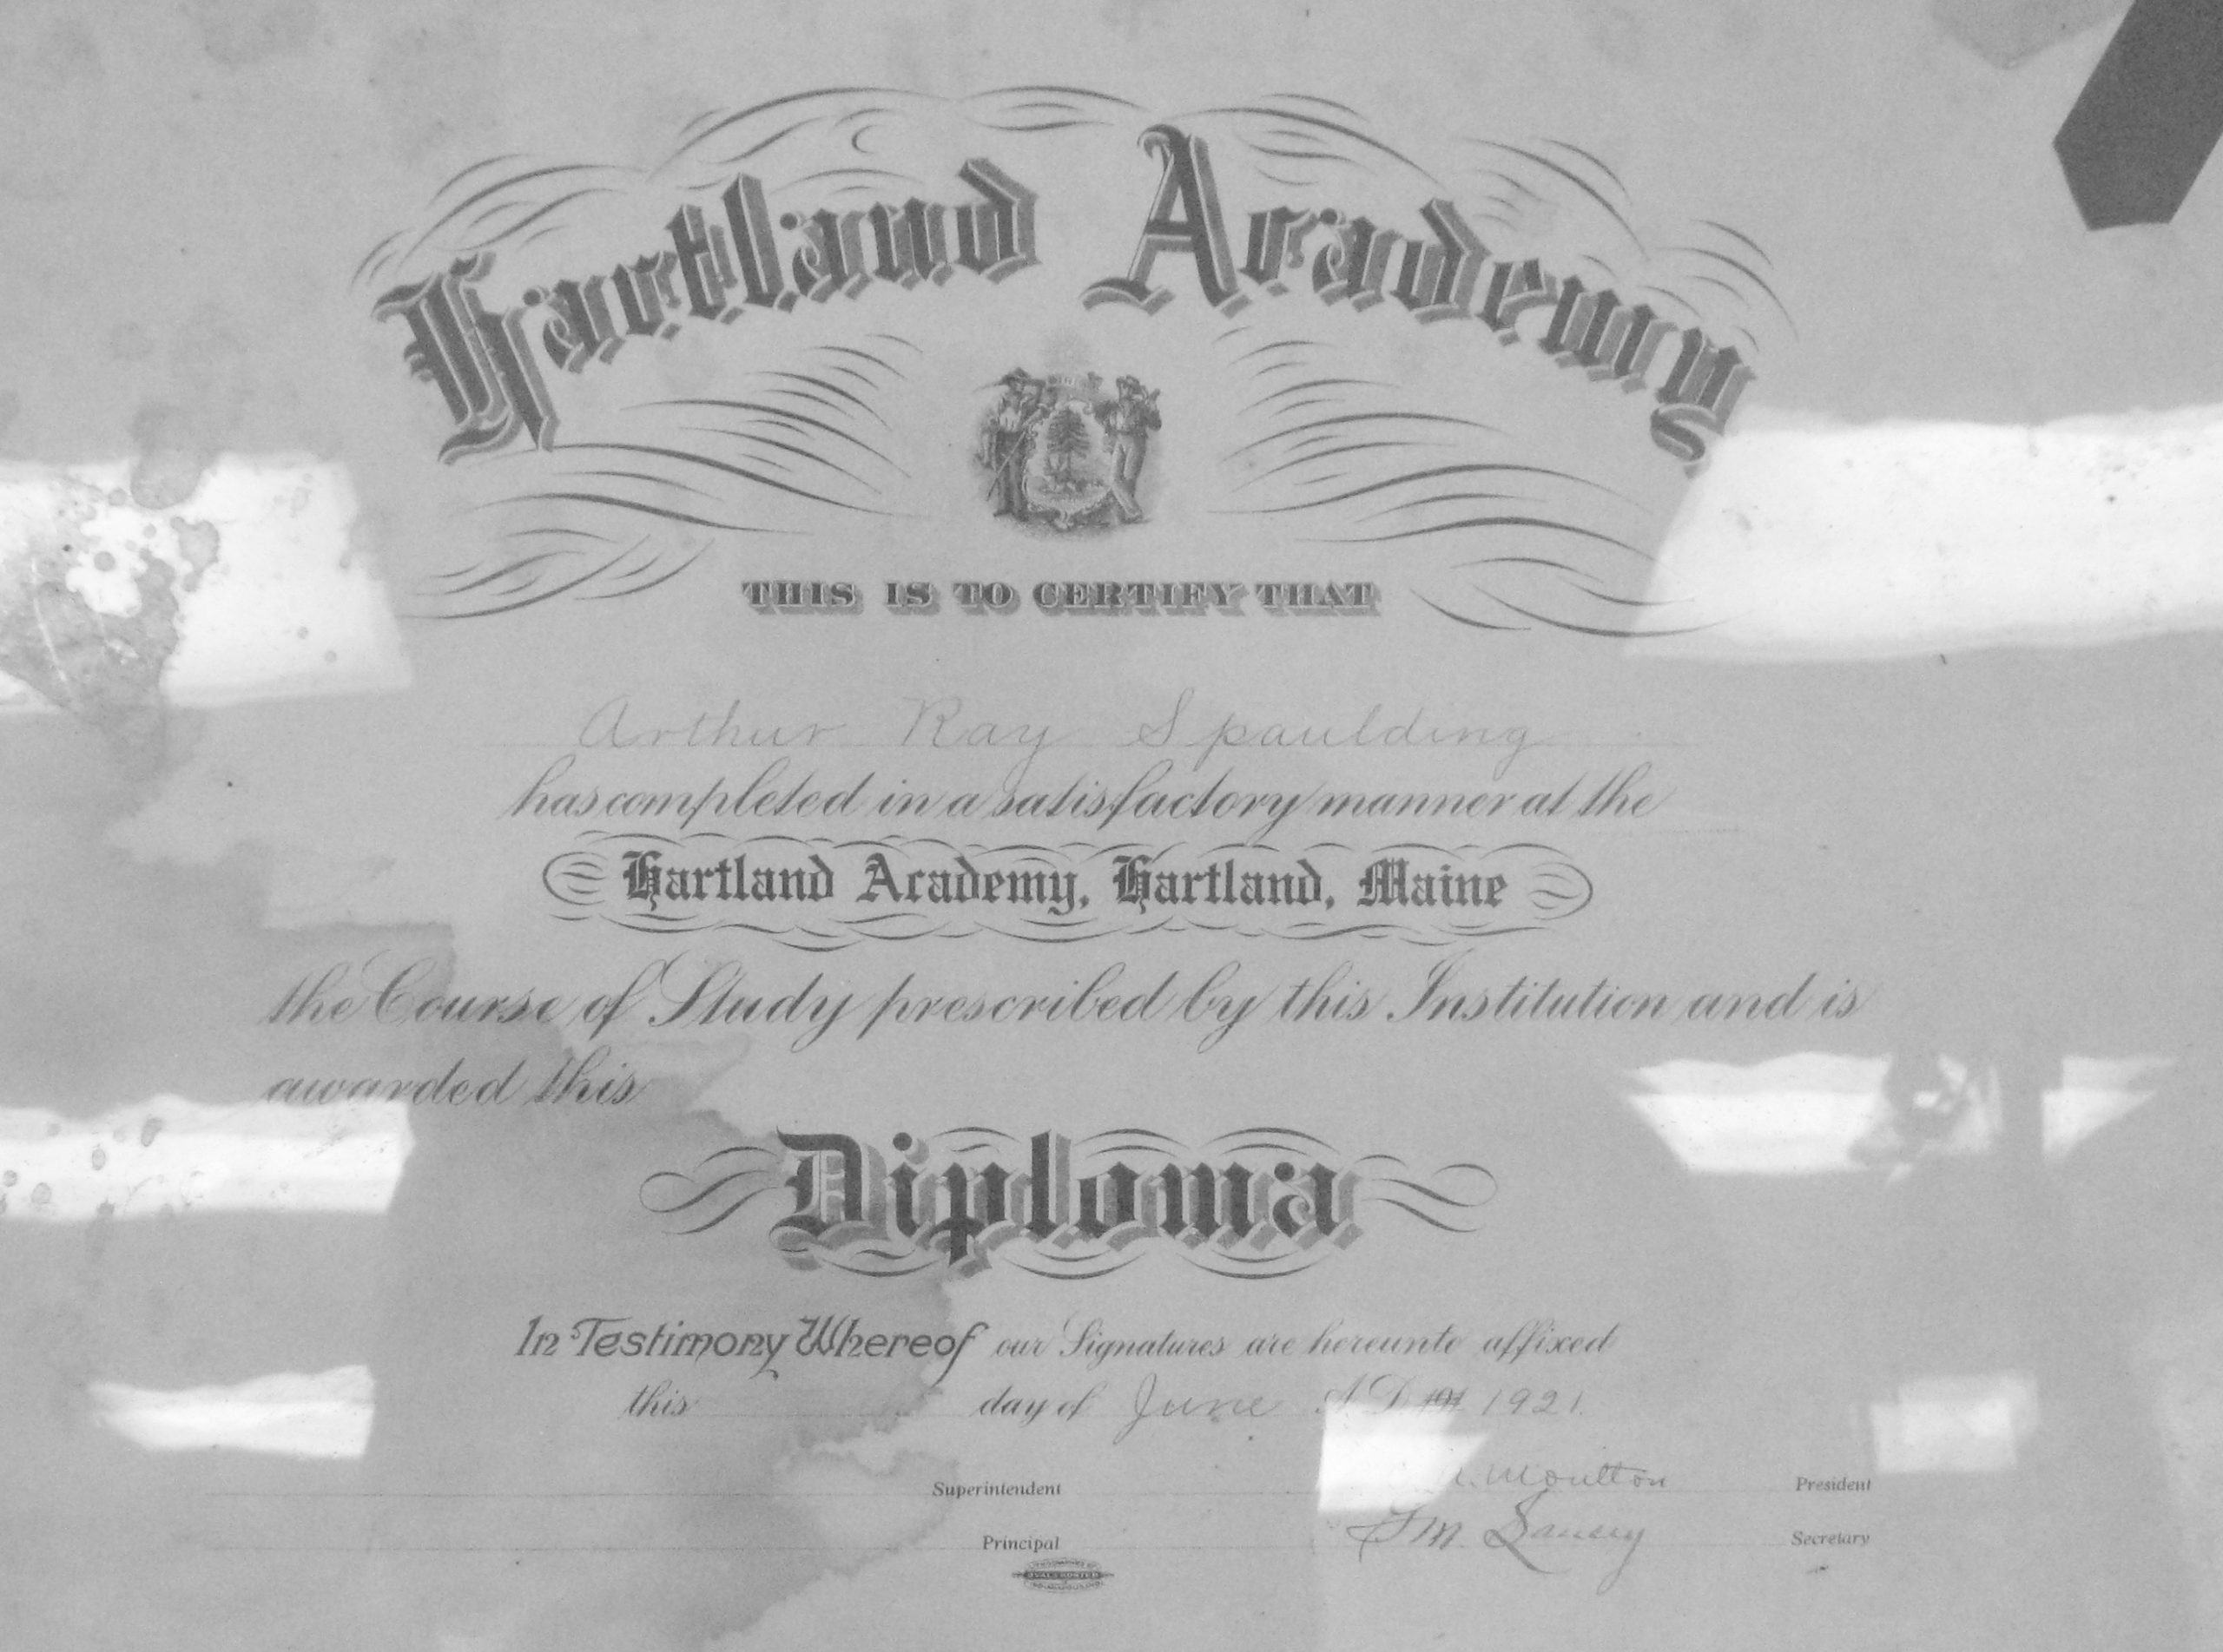 Hartland Academy
THIS IS TO CERTIFY THAT
Arthur Ray Spaulding
has completed in a satisfactory manner at the
Hartland Academy, Hartland, Maine
the Course of Study prescribed by this Institution and is
awarded this
Diploma
In Testimony Whereof our Signatures are hereunto affixed
this day of June A.D. 191 1921.
Superintendent Moulton President
Principal Secretary